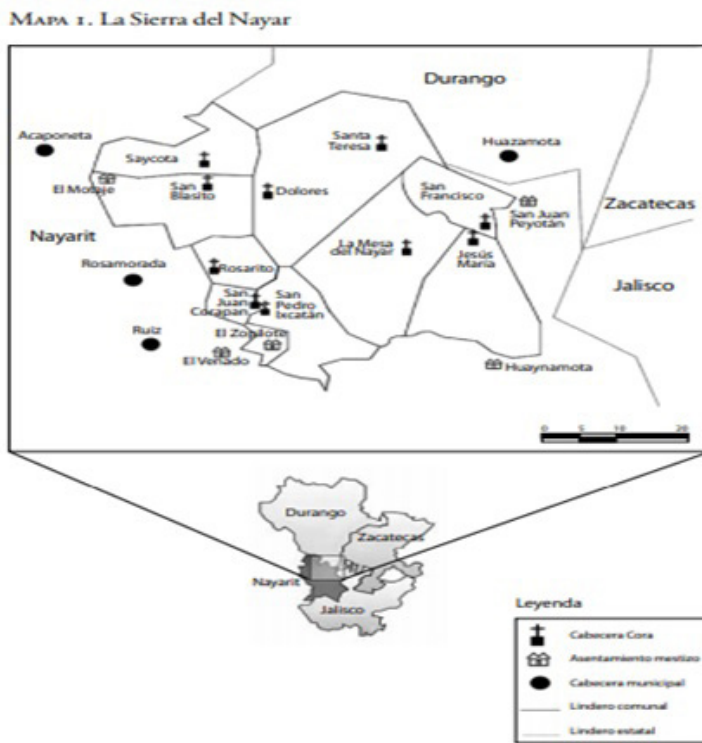 MAPA 1. La Sierra del Nayar
Durango
Acaponeta
Santa
Teresa
Huazamota
Saycota
El Motaje
San
Blasito
Dolores
San
Francisco
San Juan
Peyotán
Zacatecas
Nayarit
La Mesa
del Nayar
Jesús
María
Rosamorada
Rosarito
Jalisco
San
Juan
Corapan
San
Pedro
Ixcatán
Ruiz
El Zopilote
El Venado
Huaynamota
0 5 10 20
Durango
Zacatecas
Nayarit
Jalisco
Leyenda
Cabecera Cora
Asentamiento mestizo
Cabecera municipal
Lindero comunal
Lindero estatal